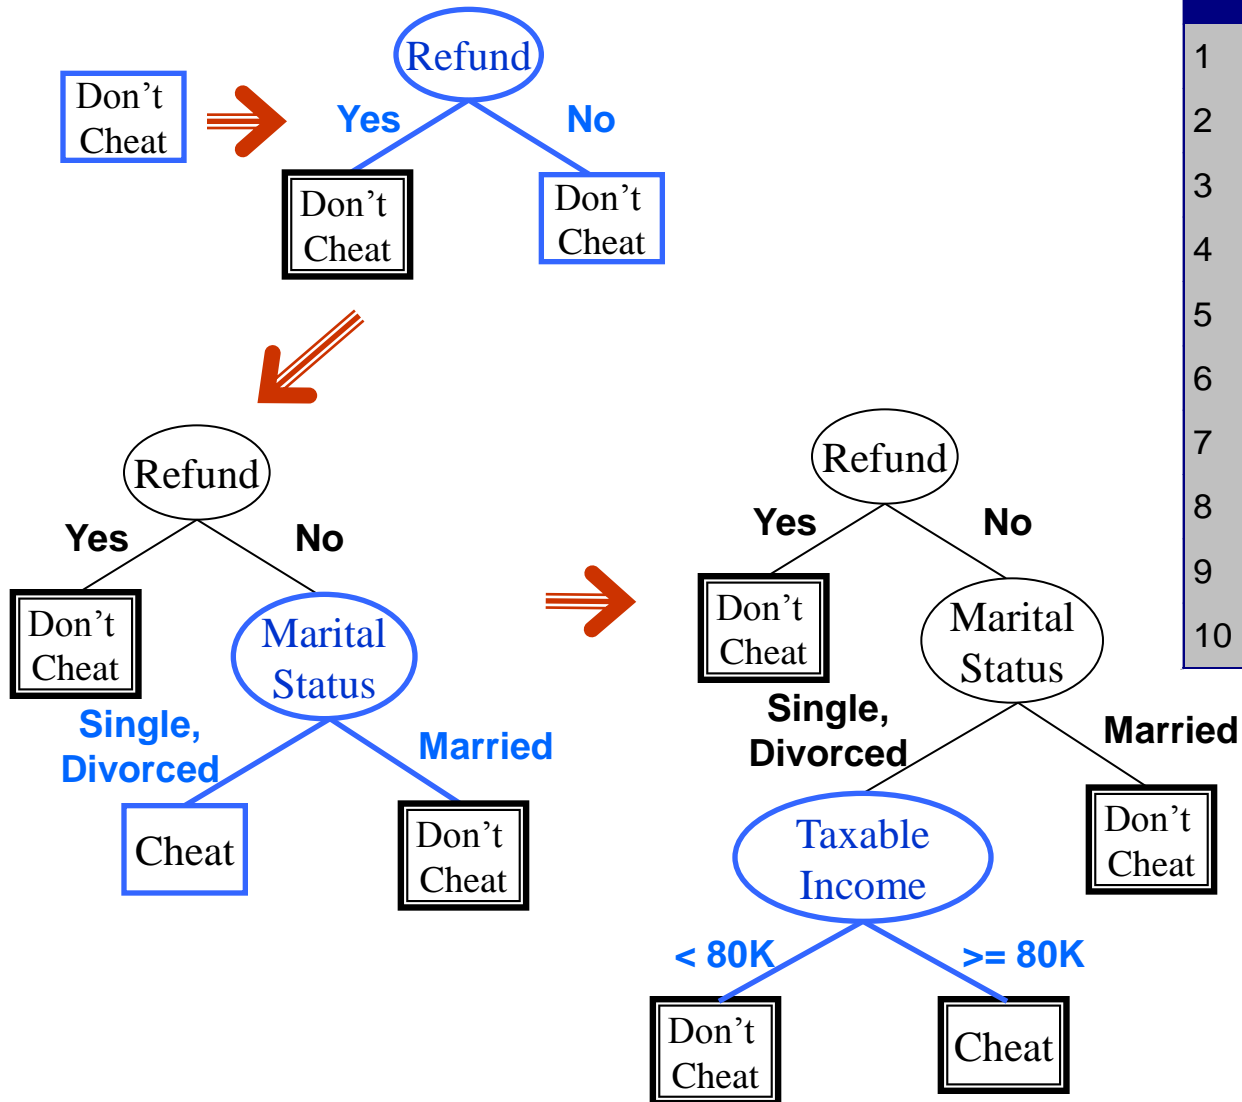 Don't
Cheat
Refund
Yes
No
Don't
Cheat
Don't
Cheat
Refund
Yes
No
Don't
Cheat
Marital
Status
Single,
Divorced
Married
Cheat
Don't
Cheat
Refund
Yes
No
Don't
Cheat
Marital
Status
Single,
Divorced
Married
Taxable
Income
Don't
Cheat
< 80K
>= 80K
Don't
Cheat
Cheat
1
2
3
4
5
6
7
8
9
10